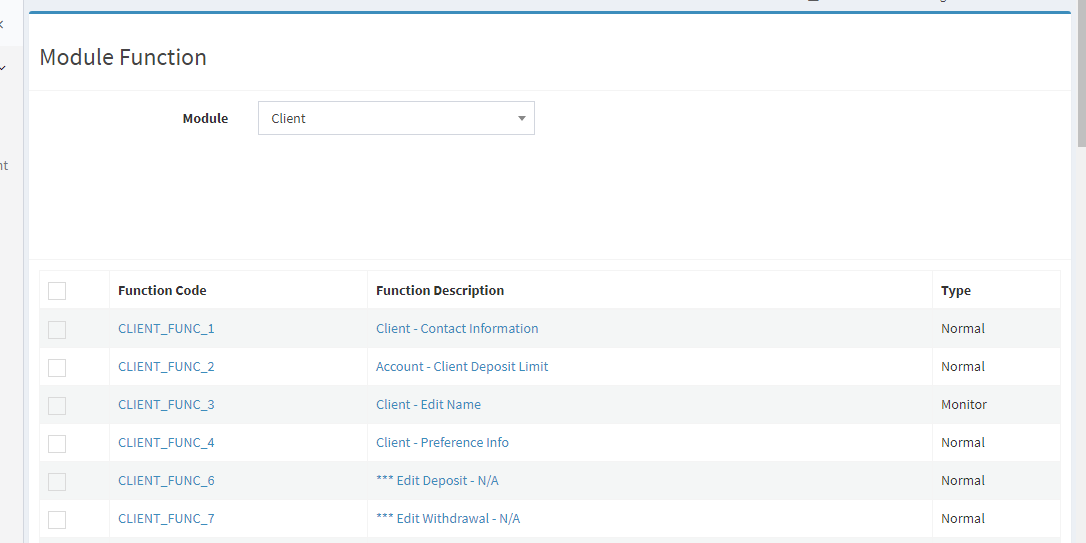 Module Function
Module Client
Function Code Function Description Type
CLIENT_FUNC_1 Client - Contact Information Normal
CLIENT_FUNC_2 Account - Client Deposit Limit Normal
CLIENT_FUNC_3 Client - Edit Name Monitor
CLIENT_FUNC_4 Client - Preference Info Normal
CLIENT_FUNC_6 *** Edit Deposit - N/A Normal
CLIENT_FUNC_7 *** Edit Withdrawal - N/A Normal